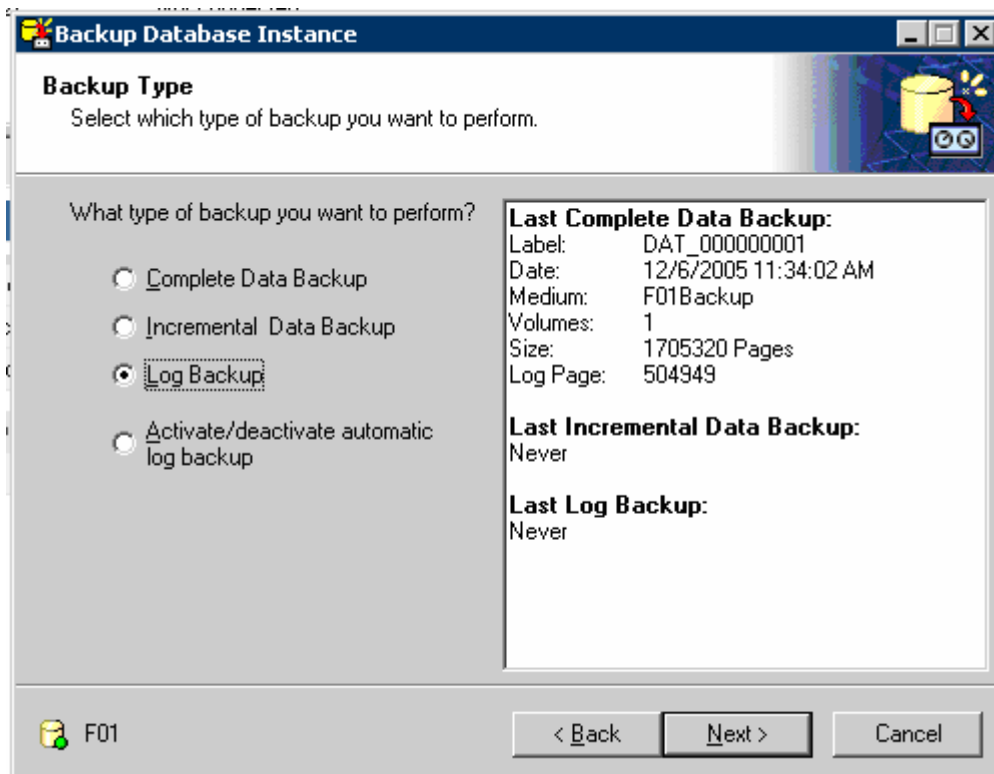 Backup Database Instance
Backup Type
Select which type of backup you want to perform.
What type of backup you want to perform?
Complete Data Backup
Incremental Data Backup
Log Backup
Activate/deactivate automatic
log backup
Last Complete Data Backup:
Label: DAT_000000001
Date: 12/6/2005 11:34:02 AM
Medium: F01Backup
Volumes: 1
Size: 1705320 Pages
Log Page: 504949
Last Incremental Data Backup:
Never
Last Log Backup:
Never
F01
< Back
Next >
Cancel